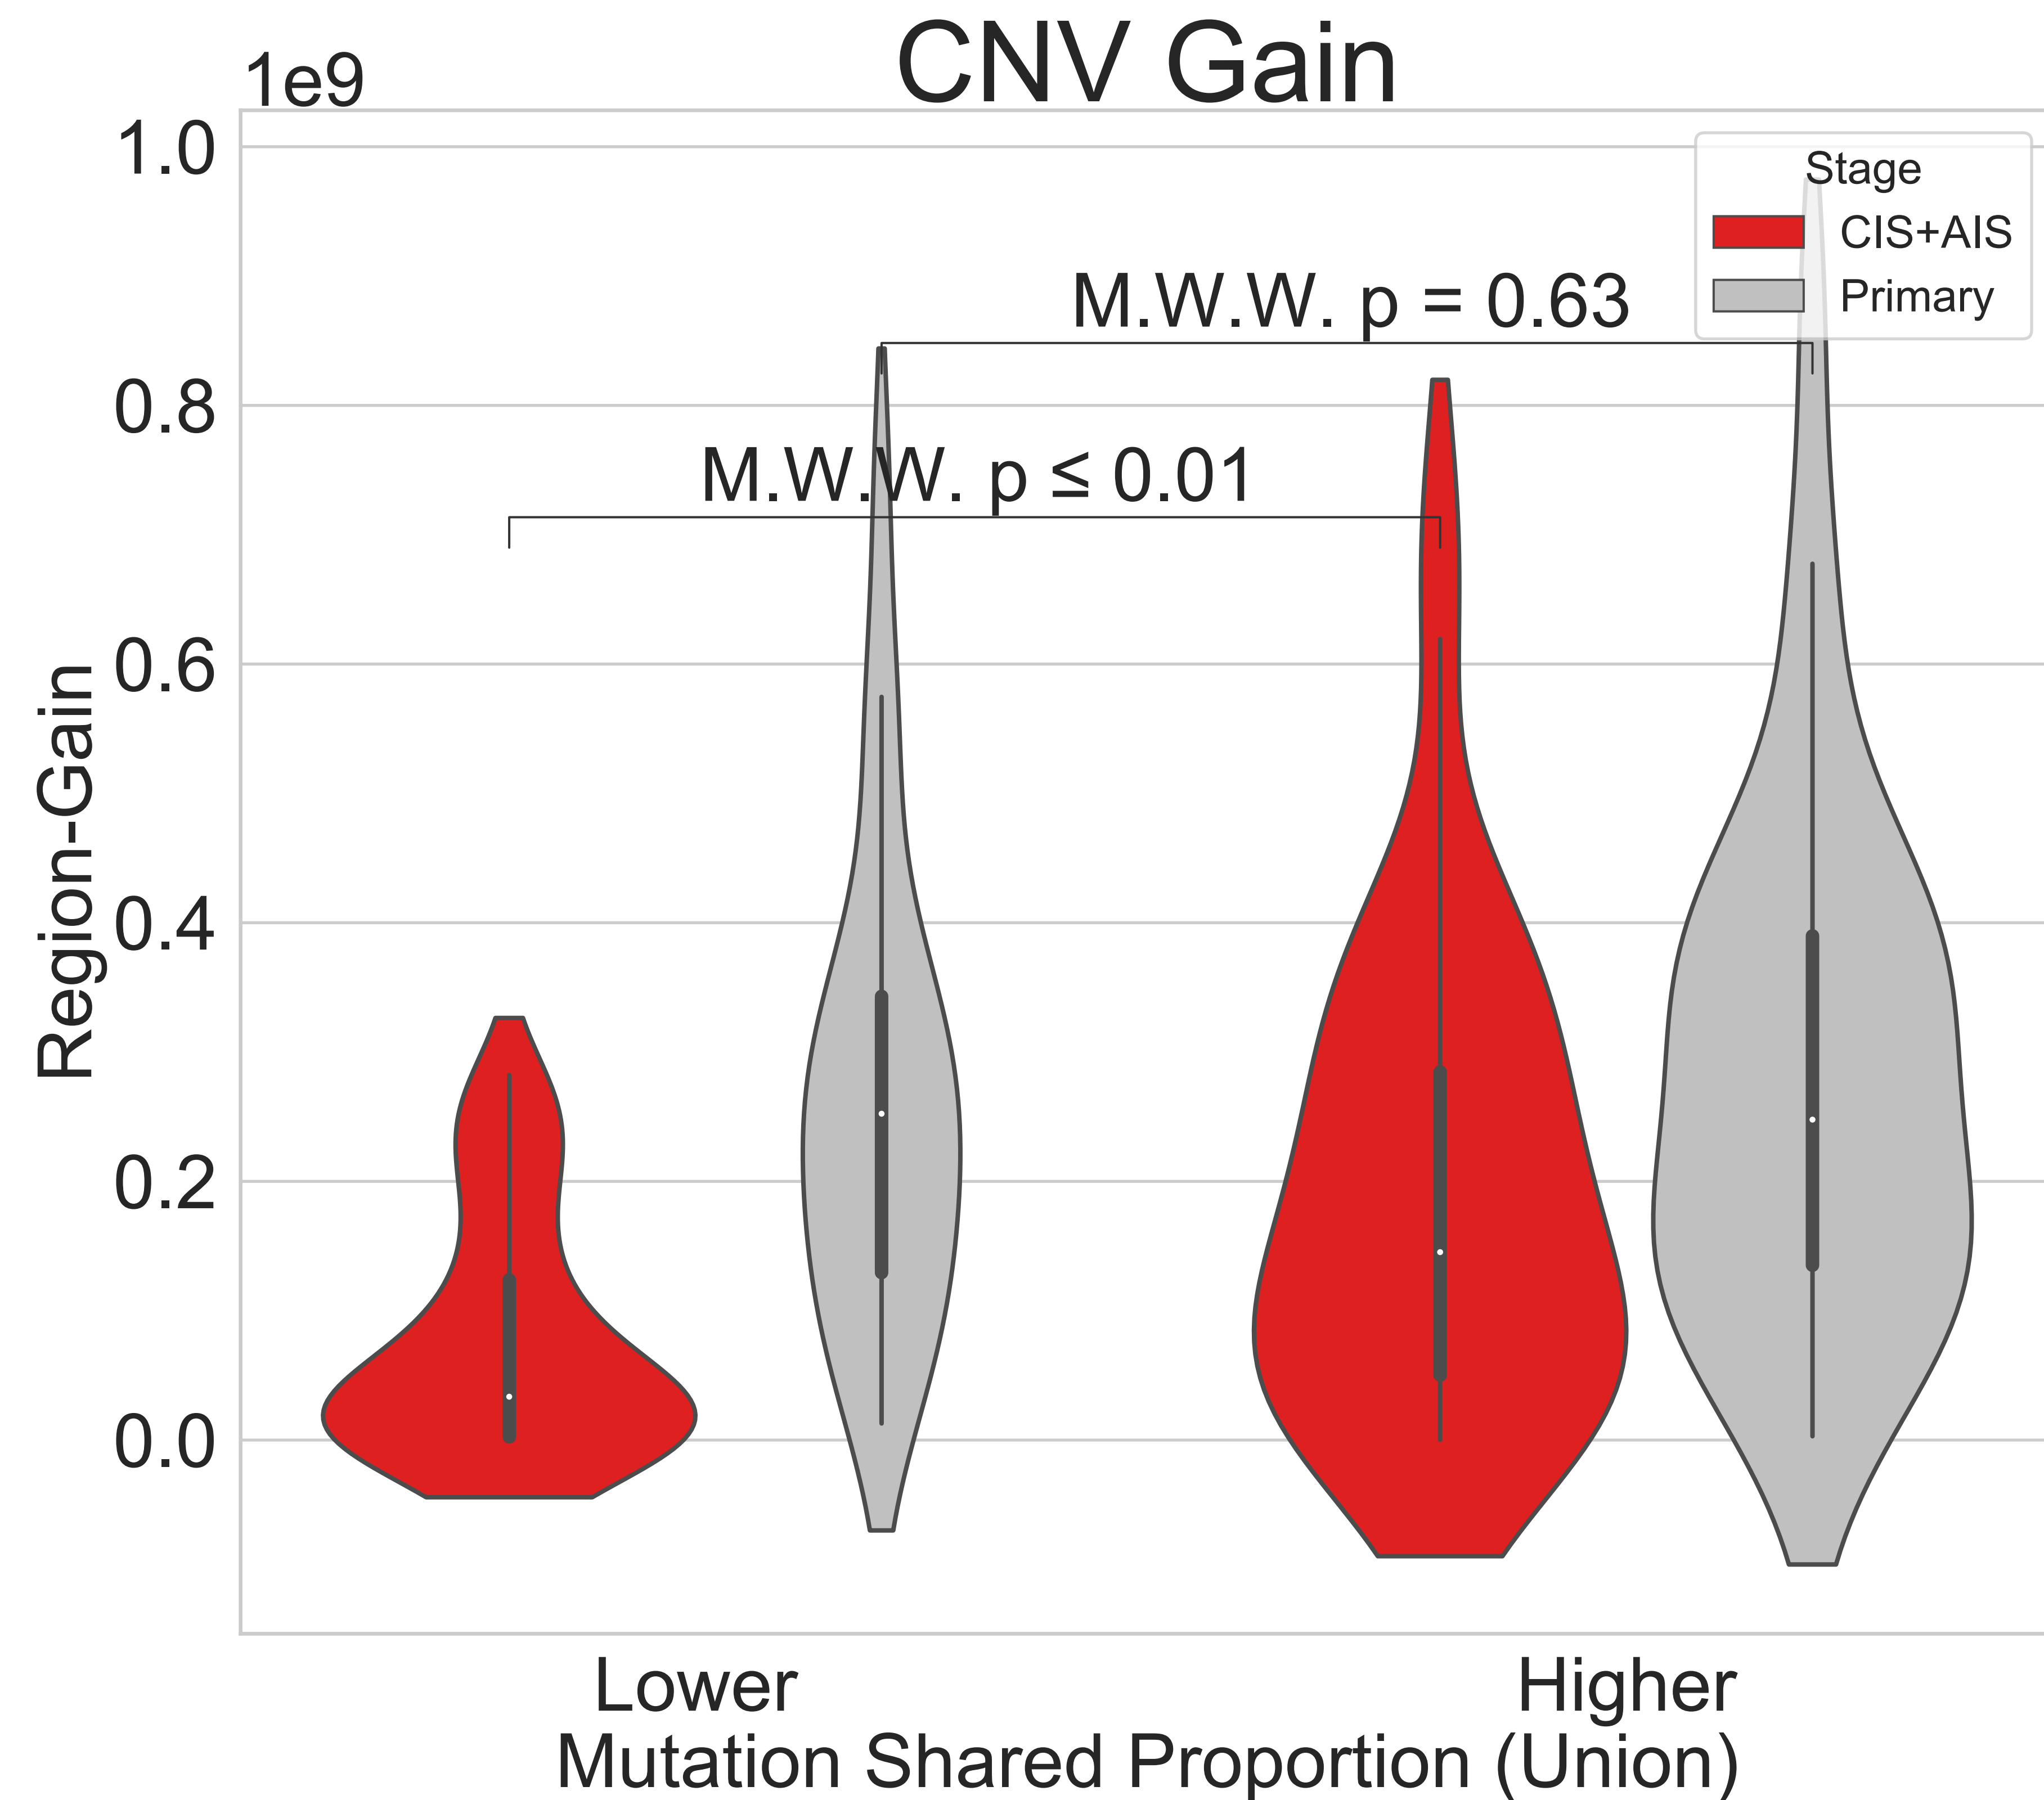 CNV Gain
1e9
1.0
0.8
0.6
0.4
0.2
0.0
Region-Gain
Stage
CIS+AIS
Primary
M.W.W. p = 0.63
M.W.W. p ≤ 0.01
Lower
Higher
Mutation Shared Proportion (Union)